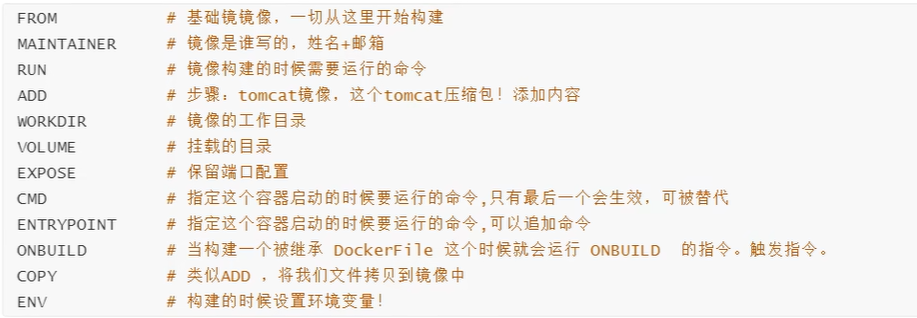 FROM # 基础镜镜像，一切从这里开始构建
MAINTAINER # 镜像是谁写的，姓名+邮箱
RUN # 镜像构建的时候需要运行的命令
ADD # 步骤：tomcat镜像，这个tomcat压缩包！添加内容
WORKDIR # 镜像的工作目录
VOLUME # 挂载的目录
EXPOSE # 保留端口配置
CMD # 指定这个容器启动的时候要运行的命令,只有最后一个会生效，可被替代
ENTRYPOINT # 指定这个容器启动的时候要运行的命令,可以追加命令
ONBUILD # 当构建一个被继承 DockerFile 这个时候就会运行 ONBUILD 的指令。触发指令。
COPY # 类似ADD ，将我们文件拷贝到镜像中
ENV # 构建的时候设置环境变量！